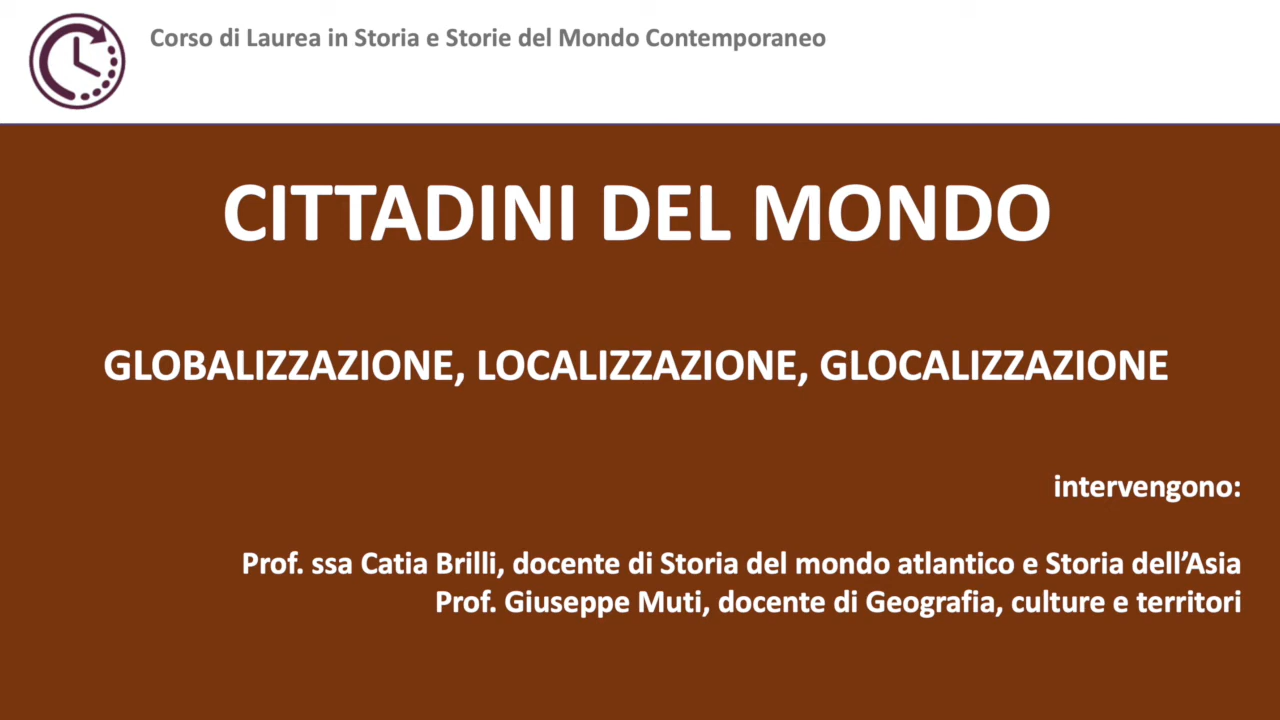 Corso di Laurea in Storia e Storie del Mondo Contemporaneo
CITTADINI DEL MONDO
GLOBALIZZAZIONE, LOCALIZZAZIONE, GLOCALIZZAZIONE
intervengono:
Prof. ssa Catia Brilli, docente di Storia del mondo atlantico e Storia dell’Asia
Prof. Giuseppe Muti, docente di Geografia, culture e territori